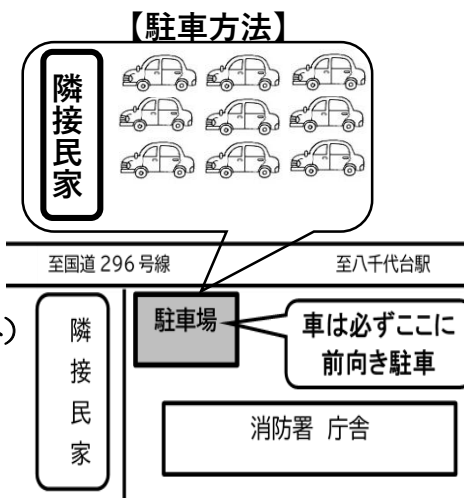 【駐車方法】
隣接民家
至国道296号線
至八千代台駅
駐車場
車は必ずここに
前向き駐車
隣接民家
消防署 庁舎